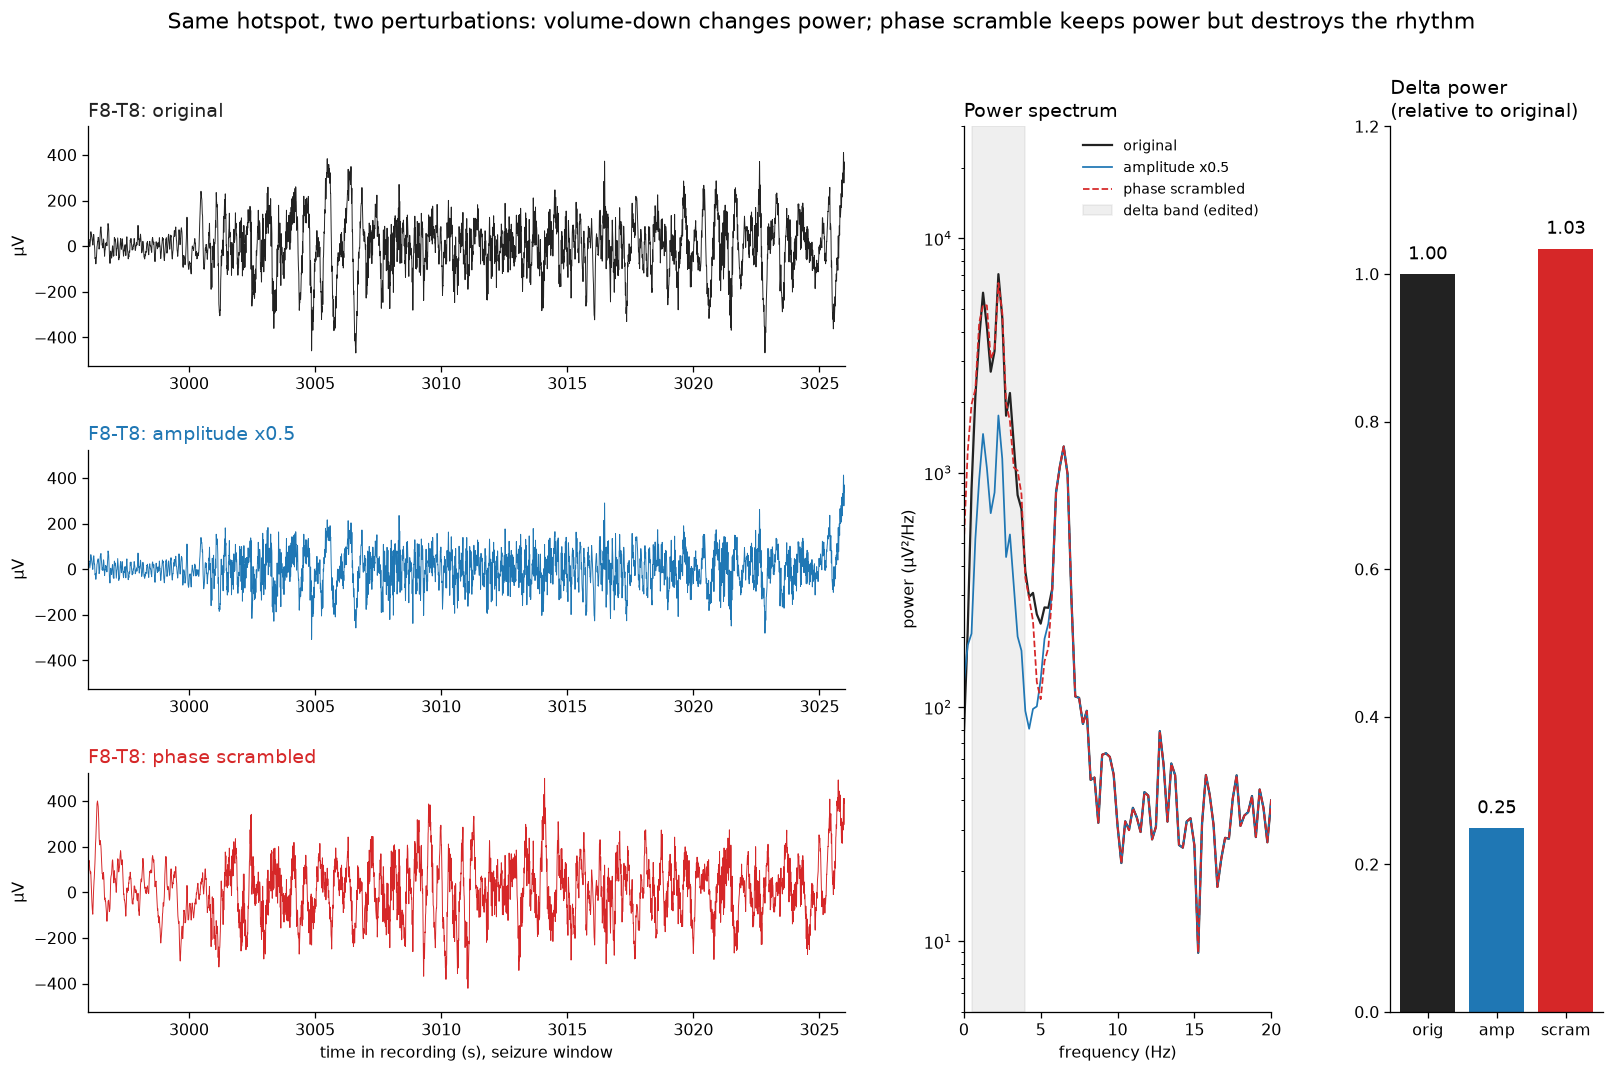 Same hotspot, two perturbations: volume-down changes power; phase scramble keeps power but destroys the rhythm
F8-T8: original
µV
400
200
0
−200
−400
3000
3005
3010
3015
3020
3025
F8-T8: amplitude x0.5
µV
400
200
0
−200
−400
3000
3005
3010
3015
3020
3025
F8-T8: phase scrambled
µV
400
200
0
−200
−400
3000
3005
3010
3015
3020
3025
time in recording (s), seizure window
Power spectrum
original
amplitude x0.5
phase scrambled
delta band (edited)
power (µV²/Hz)
10⁴
10³
10²
10¹
0
5
10
15
20
frequency (Hz)
Delta power
(relative to original)
1.2
1.0
0.8
0.6
0.4
0.2
0.0
1.00
0.25
1.03
orig
amp
scram